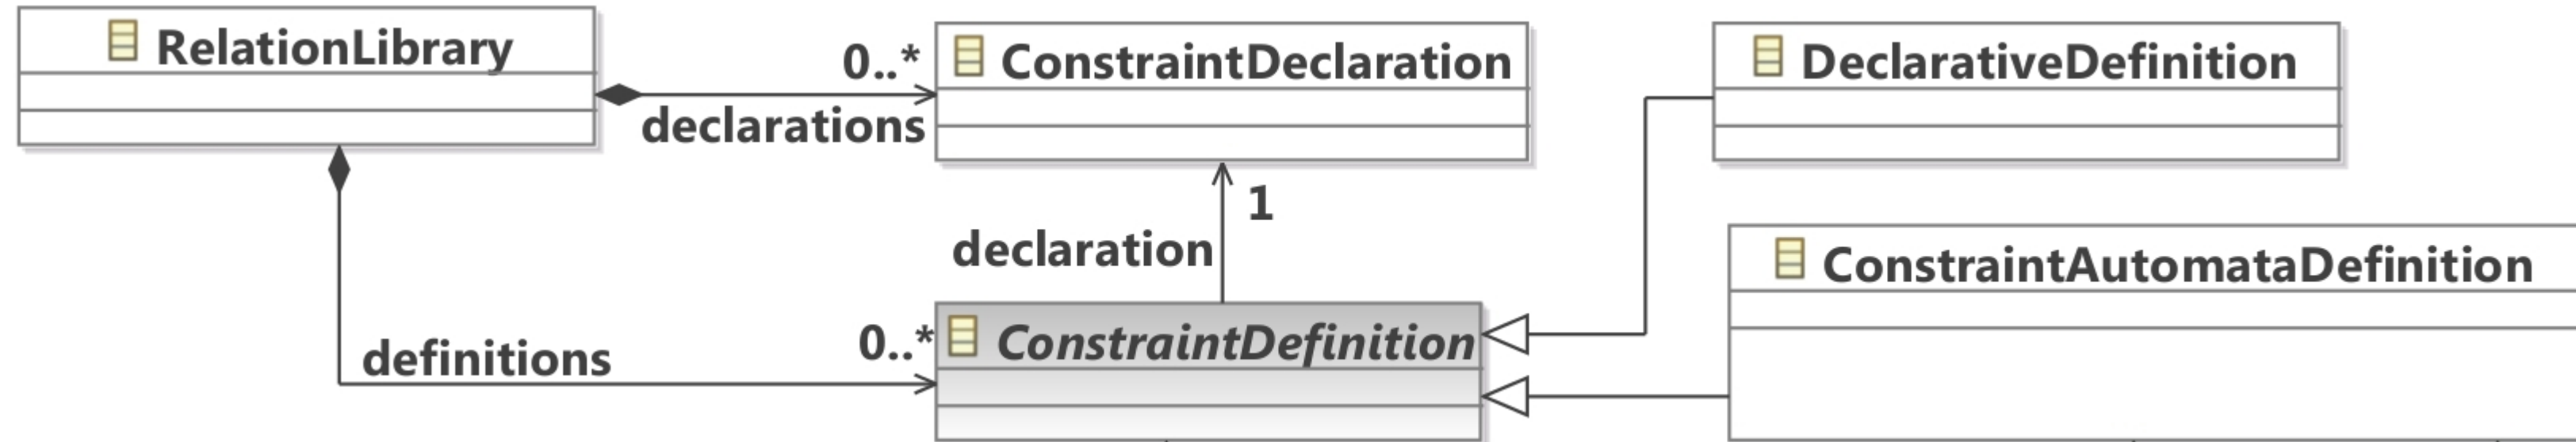 RelationLibrary
0..*
ConstraintDeclaration
DeclarativeDefinition
declarations
1
declaration
ConstraintAutomataDefinition
0..*
ConstraintDefinition
definitions